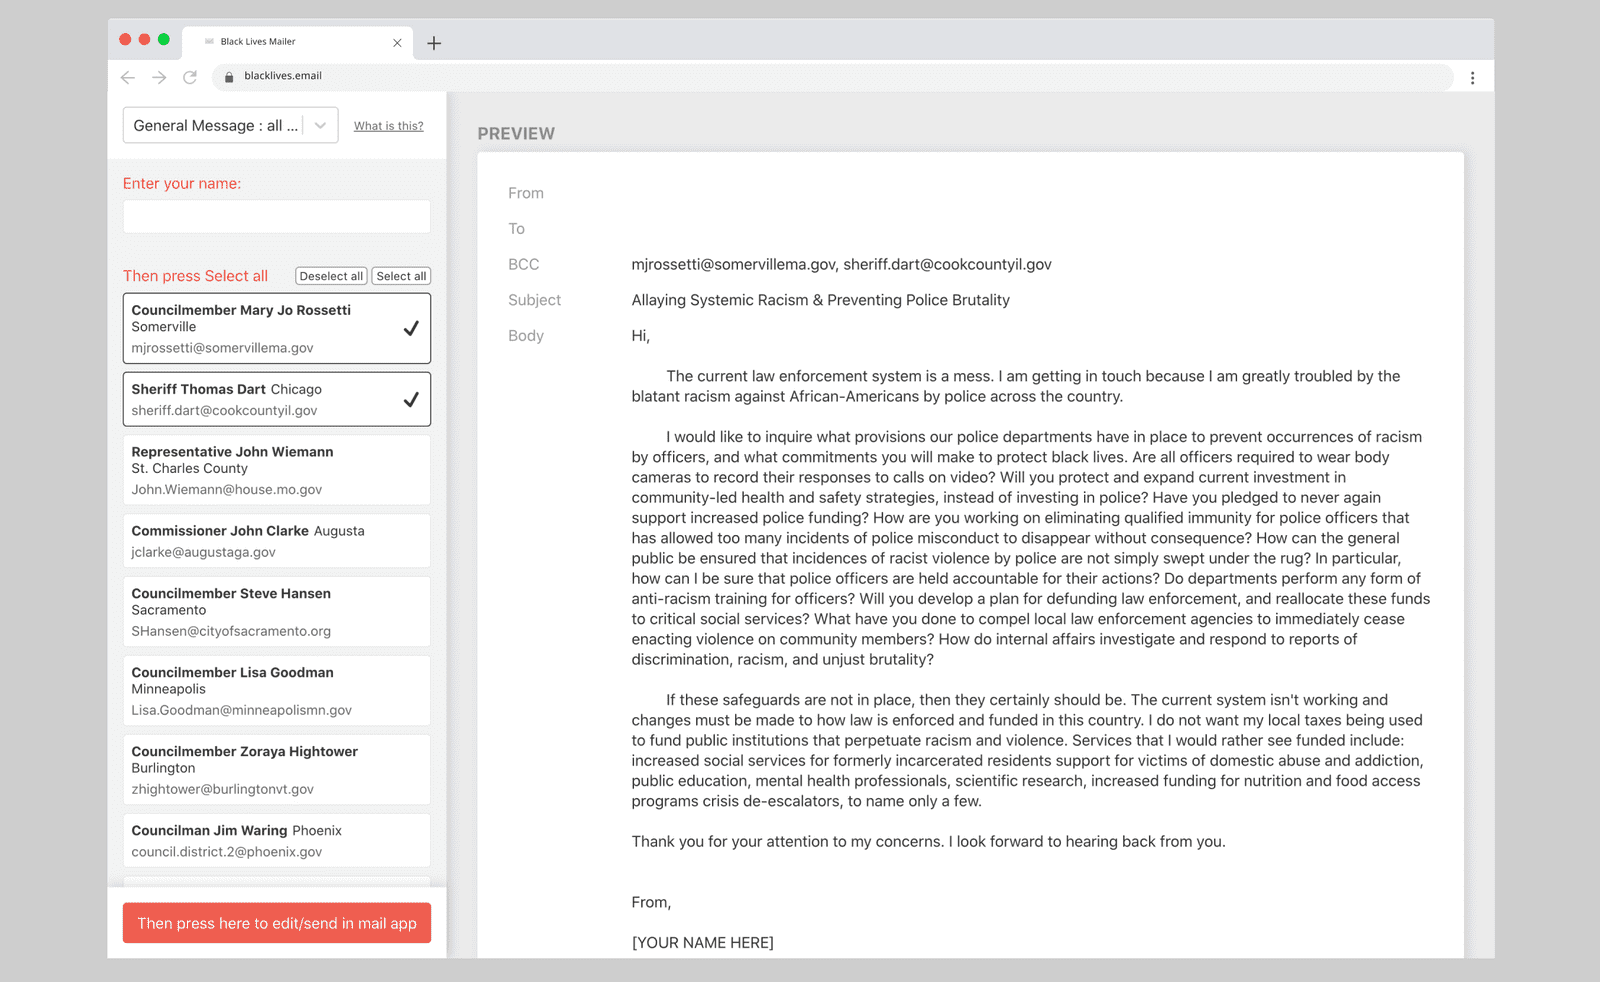 Black Lives Mailer
blacklives.email
General Message : all ...
What is this?
Enter your name:
Then press Select all
Deselect all
Select all
Councilmember Mary Jo Rossetti
Somerville
mjrossetti@somervillema.gov
Sheriff Thomas Dart Chicago
sheriff.dart@cookcountyil.gov
Representative John Wiemann
St. Charles County
John.Wiemann@house.mo.gov
Commissioner John Clarke Augusta
jclarke@augustaga.gov
Councilmember Steve Hansen
Sacramento
SHansen@cityofsacramento.org
Councilmember Lisa Goodman
Minneapolis
Lisa.Goodman@minneapolismn.gov
Councilmember Zoraya Hightower
Burlington
zhightower@burlingtonvt.gov
Councilman Jim Waring Phoenix
council.district.2@phoenix.gov
Then press here to edit/send in mail app
PREVIEW
From
To
BCC mjrossetti@somervillema.gov, sheriff.dart@cookcountyil.gov
Subject Allaying Systemic Racism & Preventing Police Brutality
Body Hi,
The current law enforcement system is a mess. I am getting in touch because I am greatly troubled by the
blatant racism against African-Americans by police across the country.
I would like to inquire what provisions our police departments have in place to prevent occurrences of racism
by officers, and what commitments you will make to protect black lives. Are all officers required to wear body
cameras to record their responses to calls on video? Will you protect and expand current investment in
community-led health and safety strategies, instead of investing in police? Have you pledged to never again
support increased police funding? How are you working on eliminating qualified immunity for police officers that
has allowed too many incidents of police misconduct to disappear without consequence? How can the general
public be ensured that incidences of racist violence by police are not simply swept under the rug? In particular,
how can I be sure that police officers are held accountable for their actions? Do departments perform any form of
anti-racism training for officers? Will you develop a plan for defunding law enforcement, and reallocate these funds
to critical social services? What have you done to compel local law enforcement agencies to immediately cease
enacting violence on community members? How do internal affairs investigate and respond to reports of
discrimination, racism, and unjust brutality?
If these safeguards are not in place, then they certainly should be. The current system isn't working and
changes must be made to how law is enforced and funded in this country. I do not want my local taxes being used
to fund public institutions that perpetuate racism and violence. Services that I would rather see funded include:
increased social services for formerly incarcerated residents support for victims of domestic abuse and addiction,
public education, mental health professionals, scientific research, increased funding for nutrition and food access
programs crisis de-escalators, to name only a few.
Thank you for your attention to my concerns. I look forward to hearing back from you.
From,
[YOUR NAME HERE]